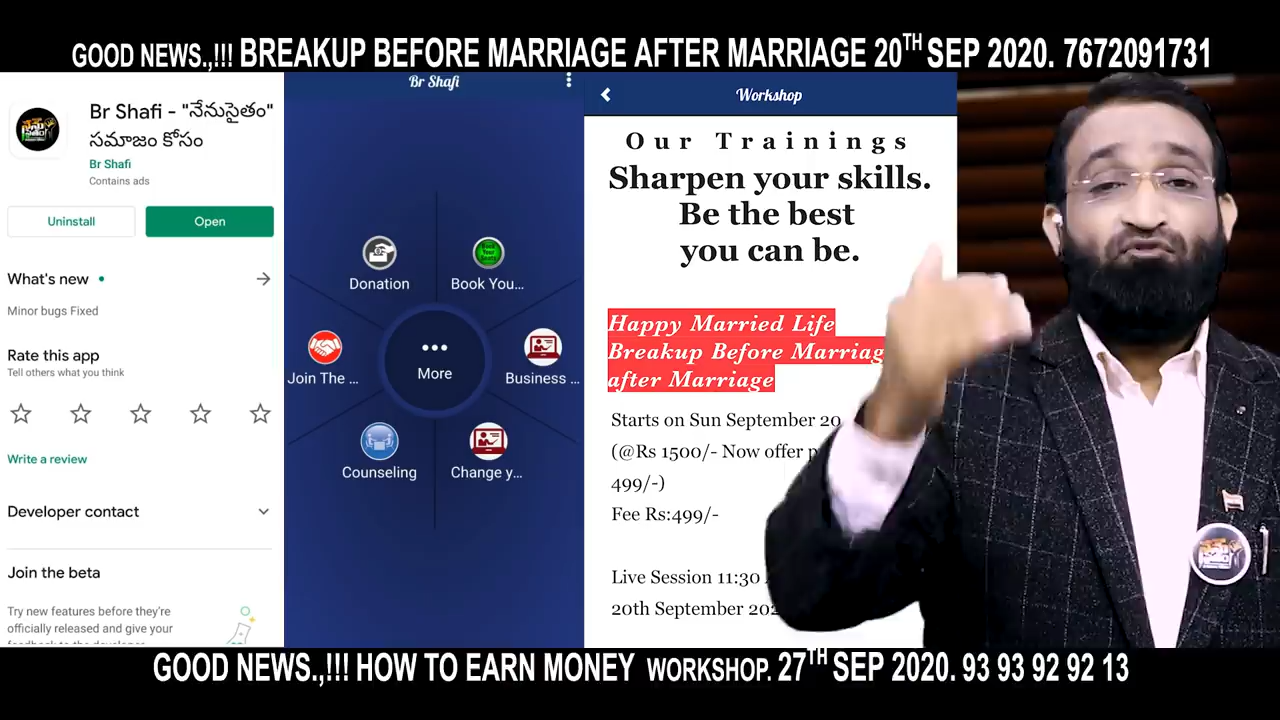 GOOD NEWS.,!!! BREAKUP BEFORE MARRIAGE AFTER MARRIAGE 20TH SEP 2020. 7672091731
Br Shafi - "నేనుసైతం"
సమాజం కోసం
Br Shafi
Contains ads
Uninstall
Open
What's new
Minor bugs Fixed
Rate this app
Tell others what you think
Write a review
Developer contact
Join the beta
Try new features before they're
officially released and give your
Br Shafi
Donation
Book You...
Join The ...
More
Business ...
Counseling
Change y...
Workshop
Our Trainings
Sharpen your skills.
Be the best
you can be.
Happy Married Life
Breakup Before Marriag
after Marriage
Starts on Sun September 20
(@Rs 1500/- Now offer p
499/-)
Fee Rs:499/-
Live Session 11:30
20th September 202
GOOD NEWS.,!!! HOW TO EARN MONEY WORKSHOP. 27TH SEP 2020. 93 93 92 92 13